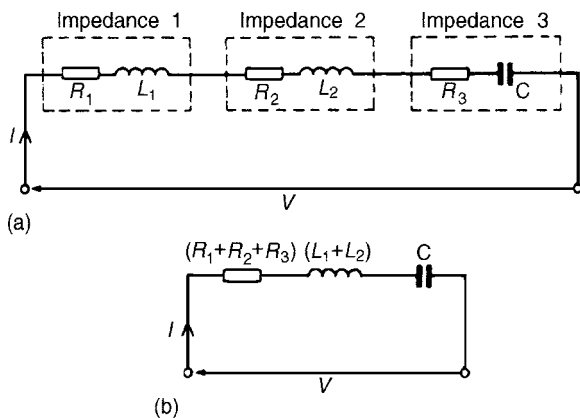 Impedance 1 Impedance 2 Impedance 3
R₁ L₁ R₂ L₂ R₃ C
I
V
(a)
(R₁+R₂+R₃) (L₁+L₂) C
I
V
(b)